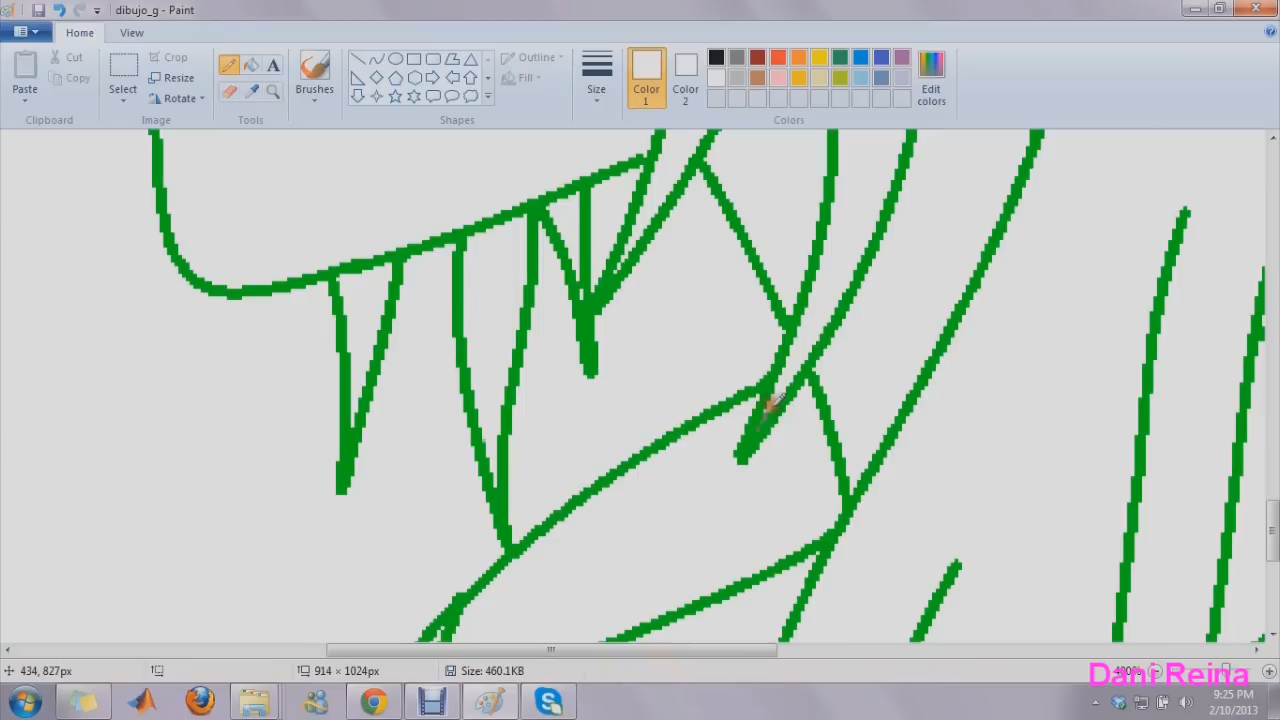 dibujo_g - Paint
Home View
Paste Cut Copy
Clipboard
Select Crop Resize Rotate
Image
A
Tools
Brushes
Outline Fill
Shapes
Size
Color 1
Color 2
Edit colors
Colors
434, 827px
914 × 1024px
Size: 460.1KB
Dani Reina
9:25 PM
2/10/2013